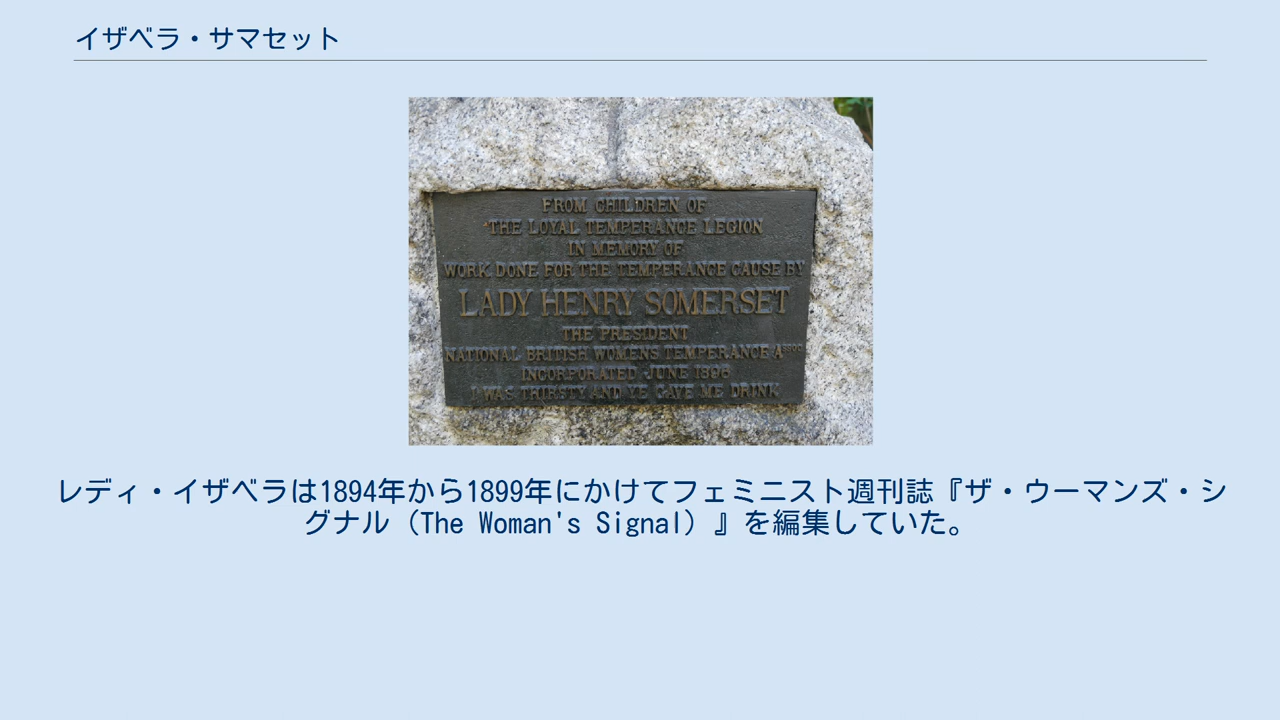 イザベラ・サマセット
FROM CHILDREN OF
THE LOYAL TEMPERANCE LEGION
IN MEMORY OF
WORK DONE FOR THE TEMPERANCE CAUSE BY
LADY HENRY SOMERSET
THE PRESIDENT
NATIONAL BRITISH WOMENS TEMPERANCE ASSOC
INCORPORATED JUNE 1896
I WAS THIRSTY AND YE GAVE ME DRINK
レディ・イザベラは1894年から1899年にかけてフェミニスト週刊誌『ザ・ウーマンズ・シ
グナル（The Woman's Signal）』を編集していた。